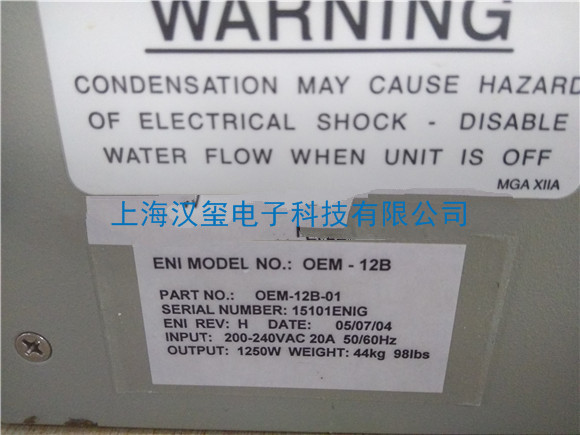 WARNING
CONDENSATION MAY CAUSE HAZARD
OF ELECTRICAL SHOCK - DISABLE
WATER FLOW WHEN UNIT IS OFF
MGA XIIA
上海汉玺电子科技有限公司
ENI MODEL NO.: OEM - 12B
PART NO.: OEM-12B-01
SERIAL NUMBER: 15101ENIG
ENI REV: H DATE: 05/07/04
INPUT: 200-240VAC 20A 50/60Hz
OUTPUT: 1250W WEIGHT: 44kg 98lbs